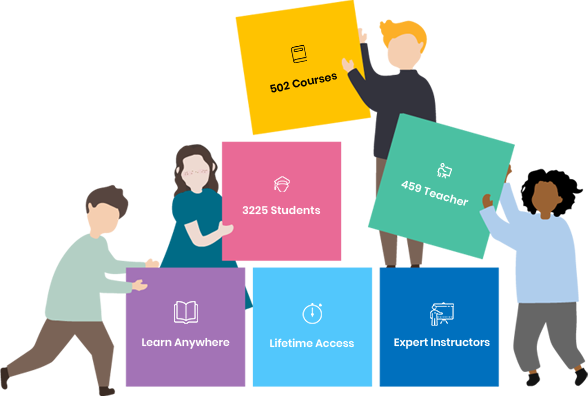 502 Courses
459 Teacher
3225 Students
Learn Anywhere
Lifetime Access
Expert Instructors